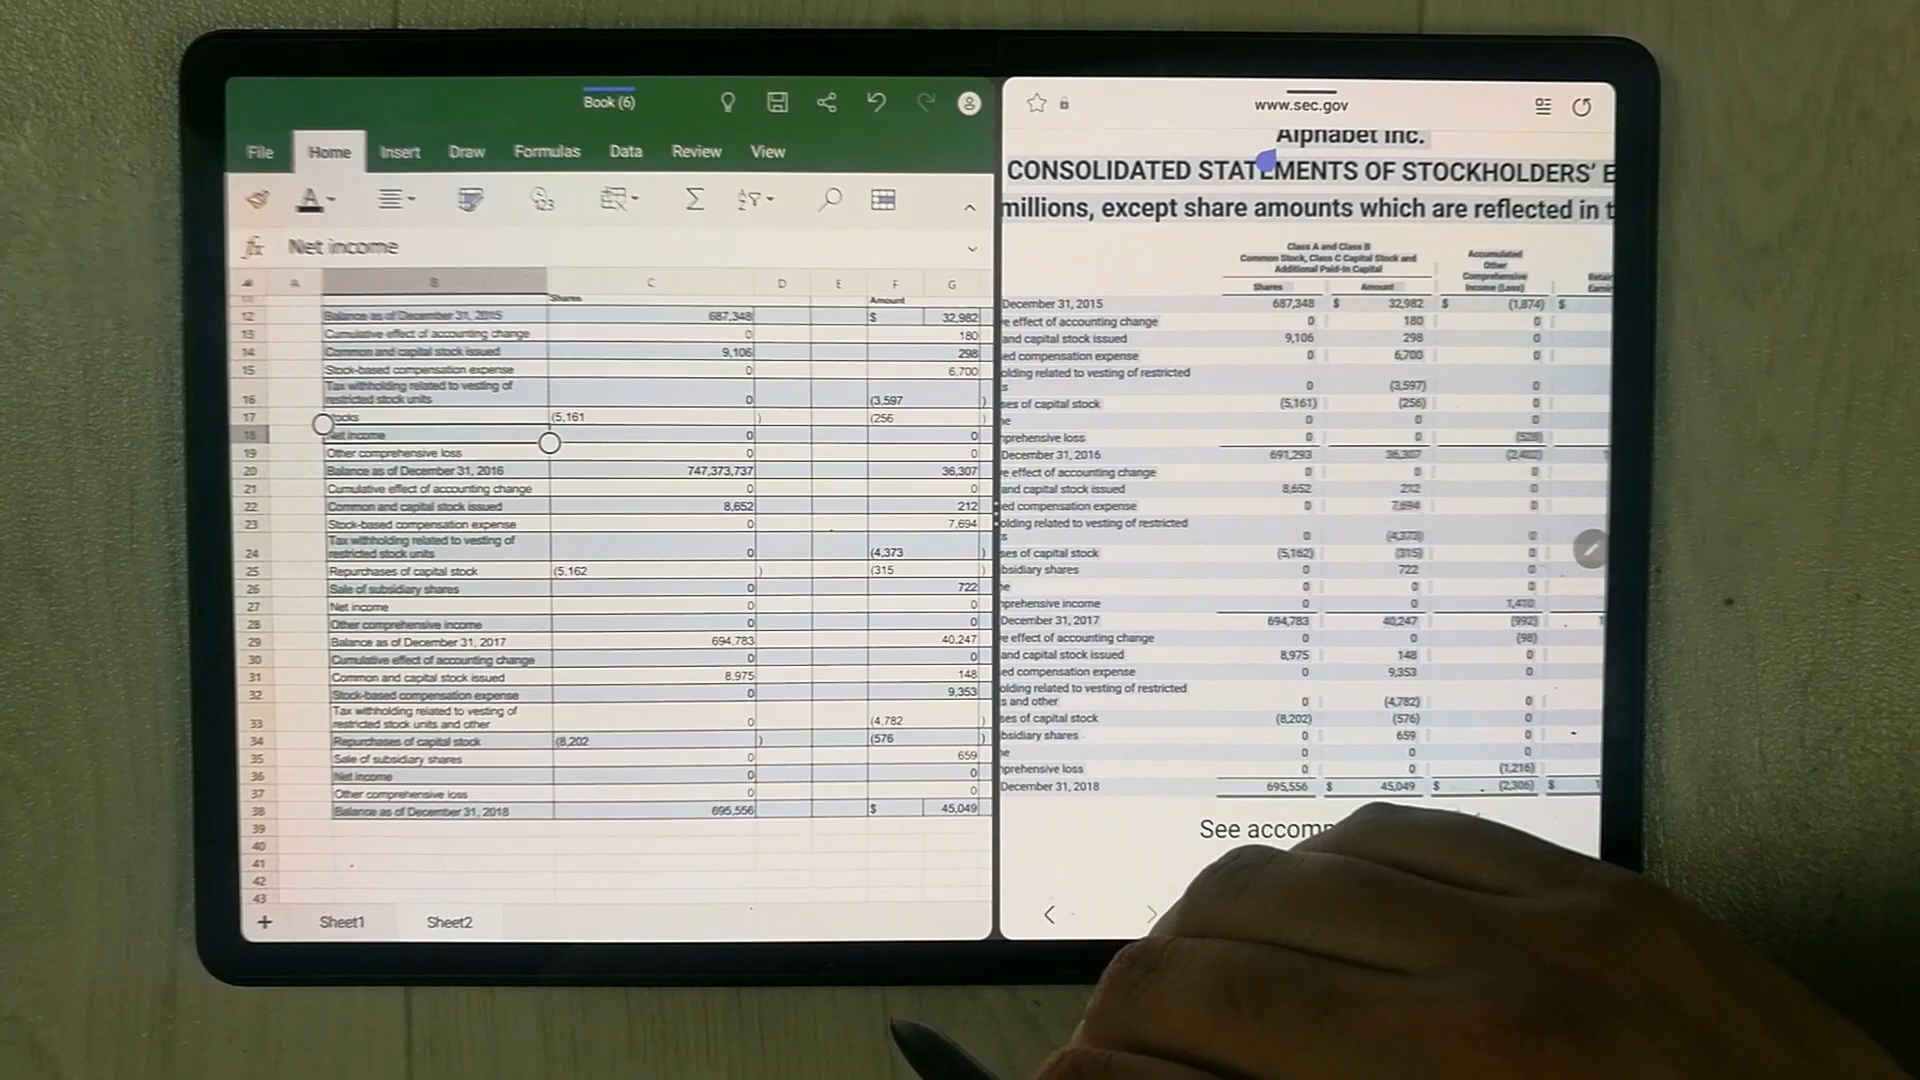 Book (6)
File Home Insert Draw Formulas Data Review View
Net income
A B C D E F G
Shares Amount
12 Balance as of December 31, 2015 687,348 $ 32,982
13 Cumulative effect of accounting change 0 180
14 Common and capital stock issued 9,106 298
15 Stock-based compensation expense 0 6,700
Tax withholding related to vesting of
16 restricted stock units 0 (3,597 )
17 tocks (5,161 ) (256 )
18 Net income 0 0
19 Other comprehensive loss 0 0
20 Balance as of December 31, 2016 747,373,737 36,307
21 Cumulative effect of accounting change 0 0
22 Common and capital stock issued 8,652 212
23 Stock-based compensation expense 0 7,694
Tax withholding related to vesting of
24 restricted stock units 0 (4,373 )
25 Repurchases of capital stock (5,162 ) (315 )
26 Sale of subsidiary shares 0 722
27 Net income 0 0
28 Other comprehensive income 0 0
29 Balance as of December 31, 2017 694,783 40,247
30 Cumulative effect of accounting change 0 0
31 Common and capital stock issued 8,975 148
32 Stock-based compensation expense 0 9,353
Tax withholding related to vesting of
33 restricted stock units and other 0 (4,782 )
34 Repurchases of capital stock (8,202 ) (576 )
35 Sale of subsidiary shares 0 659
36 Net income 0 0
37 Other comprehensive loss 0 0
38 Balance as of December 31, 2018 695,556 $ 45,049
39
40
41
42
43
+ Sheet1 Sheet2
www.sec.gov
Alphabet Inc.
CONSOLIDATED STATEMENTS OF STOCKHOLDERS' E
millions, except share amounts which are reflected in t
Class A and Class B
Common Stock, Class C Capital Stock and
Additional Paid-In Capital
Accumulated
Other
Comprehensive
Income (Loss)
Retai
Earni
Shares Amount
December 31, 2015 687,348 $ 32,982 $ (1,874) $
e effect of accounting change 0 180 0
and capital stock issued 9,106 298 0
ed compensation expense 0 6,700 0
olding related to vesting of restricted
s 0 (3,597) 0
ses of capital stock (5,161) (256) 0
ne 0 0 0
nprehensive loss 0 0 (528)
December 31, 2016 691,293 36,307 (2,402) 1
e effect of accounting change 0 0 0
and capital stock issued 8,652 212 0
ed compensation expense 0 7,694 0
olding related to vesting of restricted
s 0 (4,373) 0
ses of capital stock (5,162) (315) 0
bsidiary shares 0 722 0
ne 0 0 0
nprehensive income 0 0 1,410
December 31, 2017 694,783 40,247 (992) 1
e effect of accounting change 0 0 (98)
and capital stock issued 8,975 148 0
ed compensation expense 0 9,353 0
olding related to vesting of restricted
s and other 0 (4,782) 0
ses of capital stock (8,202) (576) 0
bsidiary shares 0 659 0
ne 0 0 0
nprehensive loss 0 0 (1,216)
December 31, 2018 695,556 $ 45,049 $ (2,306) $ 1
See accomp